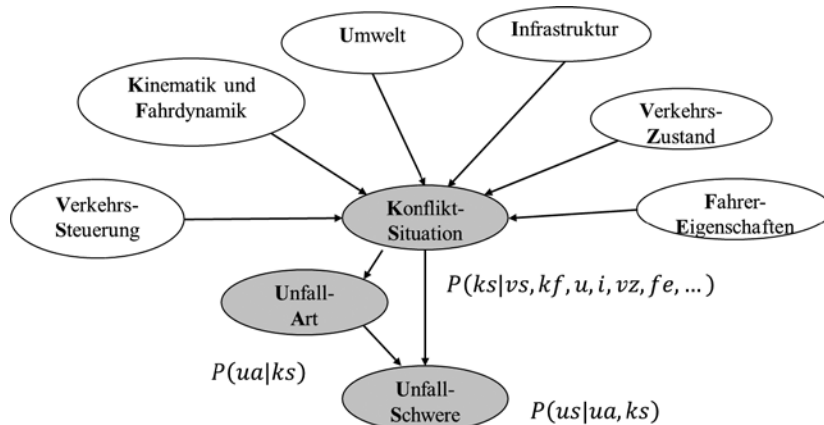 Umwelt
Infrastruktur
Kinematik und
Fahrdynamik
Verkehrs-
Zustand
Verkehrs-
Steuerung
Konflikt-
Situation
Fahrer-
Eigenschaften
P(ks|vs, kf, u, i, vz, fe, …)
Unfall-
Art
P(ua|ks)
Unfall-
Schwere
P(us|ua, ks)